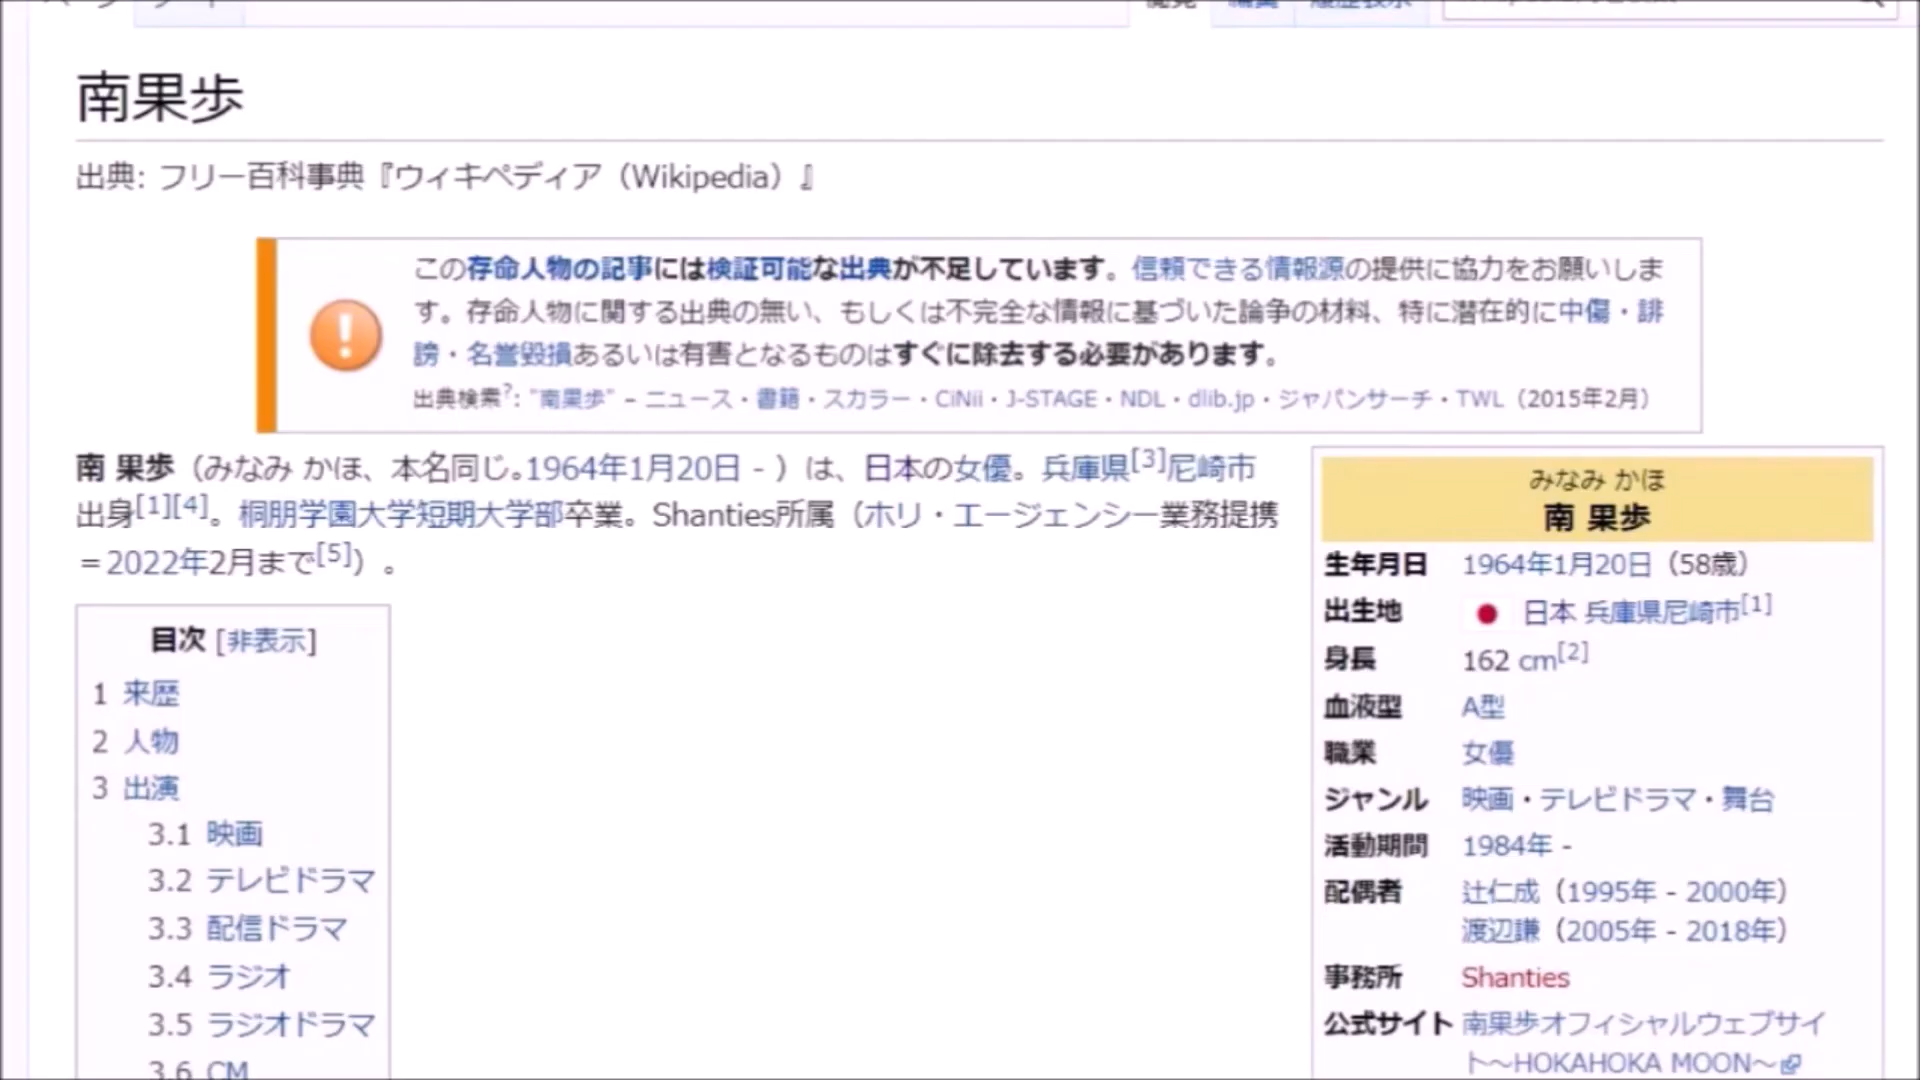 南果歩
出典: フリー百科事典『ウィキペディア（Wikipedia）』
この存命人物の記事には検証可能な出典が不足しています。信頼できる情報源の提供に協力をお願いしま
す。存命人物に関する出典の無い、もしくは不完全な情報に基づいた論争の材料、特に潜在的に中傷・誹
謗・名誉毀損あるいは有害となるものはすぐに除去する必要があります。
出典検索?: "南果歩" – ニュース・書籍・スカラー・CiNii・J-STAGE・NDL・dlib.jp・ジャパンサーチ・TWL（2015年2月）
南 果歩（みなみ かほ、本名同じ。1964年1月20日 - ）は、日本の女優。兵庫県[3]尼崎市
出身[1][4]。桐朋学園大学短期大学部卒業。Shanties所属（ホリ・エージェンシー業務提携
＝2022年2月まで[5]）。
目次 [非表示]
1 来歴
2 人物
3 出演
3.1 映画
3.2 テレビドラマ
3.3 配信ドラマ
3.4 ラジオ
3.5 ラジオドラマ
3.6 CM
みなみ かほ
南 果歩
生年月日 1964年1月20日（58歳）
出生地 日本 兵庫県尼崎市[1]
身長 162 cm[2]
血液型 A型
職業 女優
ジャンル 映画・テレビドラマ・舞台
活動期間 1984年 -
配偶者 辻仁成（1995年 - 2000年）
渡辺謙（2005年 - 2018年）
事務所 Shanties
公式サイト 南果歩オフィシャルウェブサイ
ト～HOKAHOKA MOON～